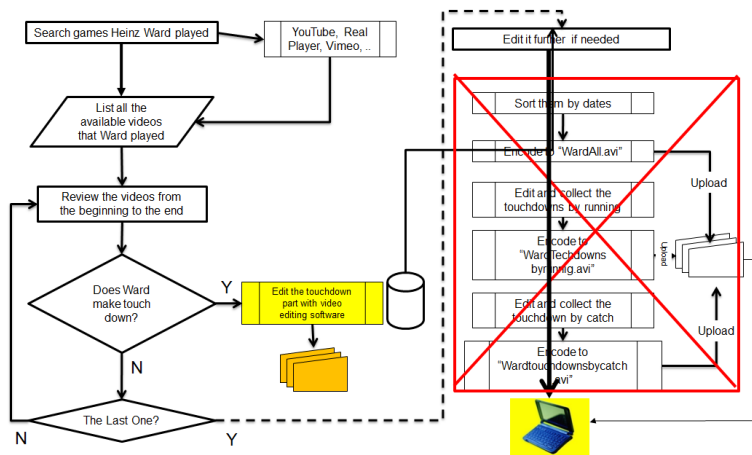 Search games Heinz Ward played
YouTube, Real
Player, Vimeo, ..
List all the
available videos
that Ward played
Review the videos from
the beginning to the end
Does Ward
make touch
down?
Y
Edit the touchdown
part with video
editing software
N
The Last One?
N
Y
Edit it further if needed
Sort them by dates
Encode to “WardAll.avi”
Upload
Edit and collect the
touchdowns by running
Encode to
“WardTechdowns
byrunnig.avi”
Upload
Edit and collect the
touchdown by catch
Upload
Encode to
“Wardtouchdownsbycatch
.avi”